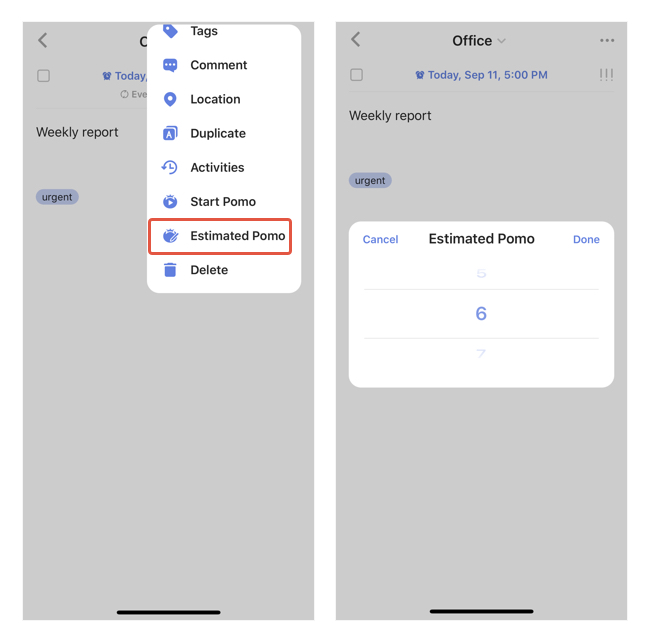 Tags
Comment
Location
Duplicate
Activities
Start Pomo
Estimated Pomo
Delete
Today,
Eve
Weekly report
urgent
Office
Today, Sep 11, 5:00 PM
!!!
Weekly report
urgent
Cancel
Estimated Pomo
Done
6
7